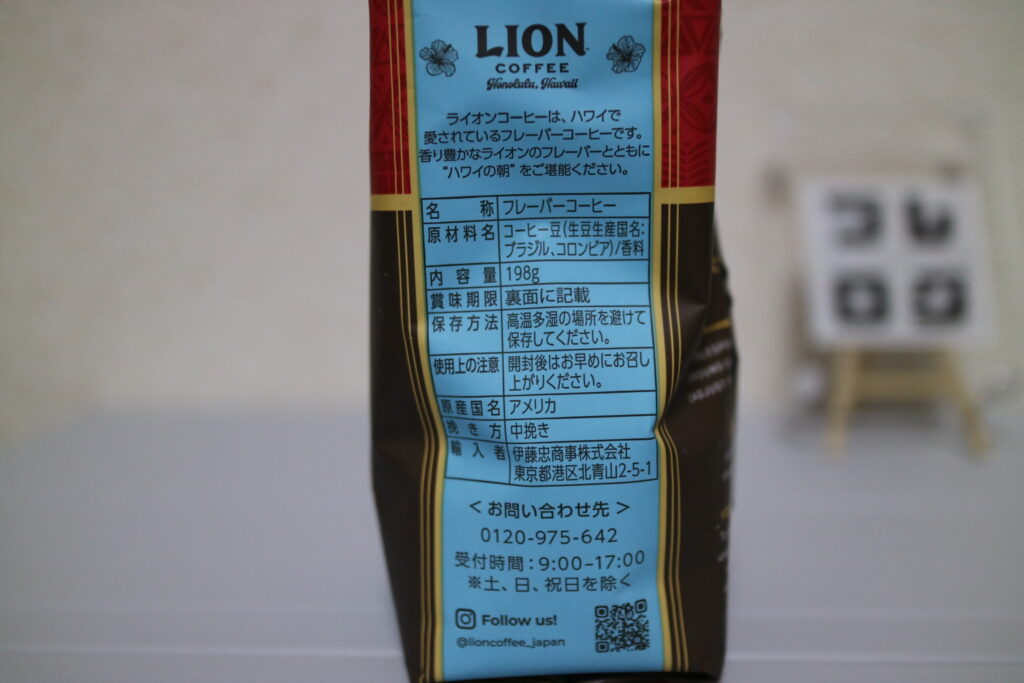 LION
COFFEE
Honolulu, Hawaii
ライオンコーヒーは、ハワイで
愛されているフレーバーコーヒーです。
香り豊かなライオンのフレーバーとともに
"ハワイの朝" をご堪能ください。
名称 フレーバーコーヒー
原材料名 コーヒー豆(生豆生産国名:
ブラジル、コロンビア)/香料
内容量 198g
賞味期限 裏面に記載
保存方法 高温多湿の場所を避けて
保存してください。
使用上の注意 開封後はお早めにお召し
上がりください。
原産国名 アメリカ
挽き方 中挽き
輸入者 伊藤忠商事株式会社
東京都港区北青山2-5-1
<お問い合わせ先>
0120-975-642
受付時間:9:00–17:00
※土、日、祝日を除く
Follow us!
@lioncoffee_japan